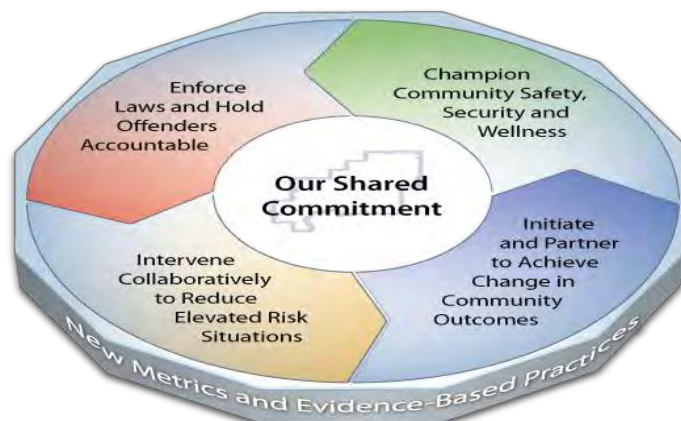 Enforce
Laws and Hold
Offenders
Accountable
Champion
Community Safety,
Security and
Wellness
Our Shared
Commitment
Intervene
Collaboratively
to Reduce
Elevated Risk
Situations
Initiate
and Partner
to Achieve
Change in
Community
Outcomes
New Metrics and Evidence-Based Practices